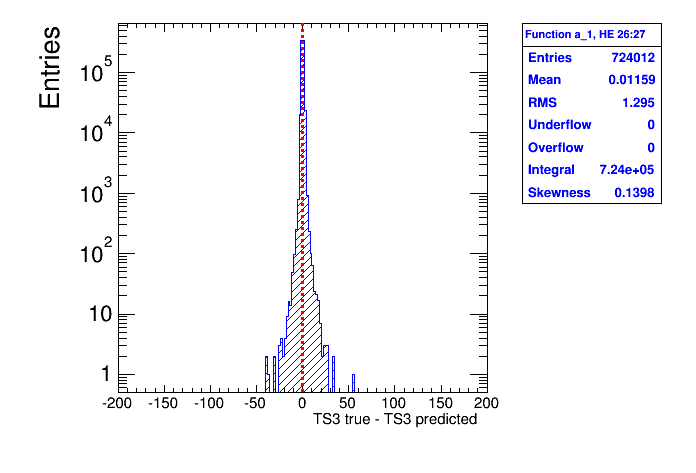 Entries
10^5
10^4
10^3
10^2
10
1
-200 -150 -100 -50 0 50 100 150 200
TS3 true - TS3 predicted
Function a_1, HE 26:27
Entries 724012
Mean 0.01159
RMS 1.295
Underflow 0
Overflow 0
Integral 7.24e+05
Skewness 0.1398